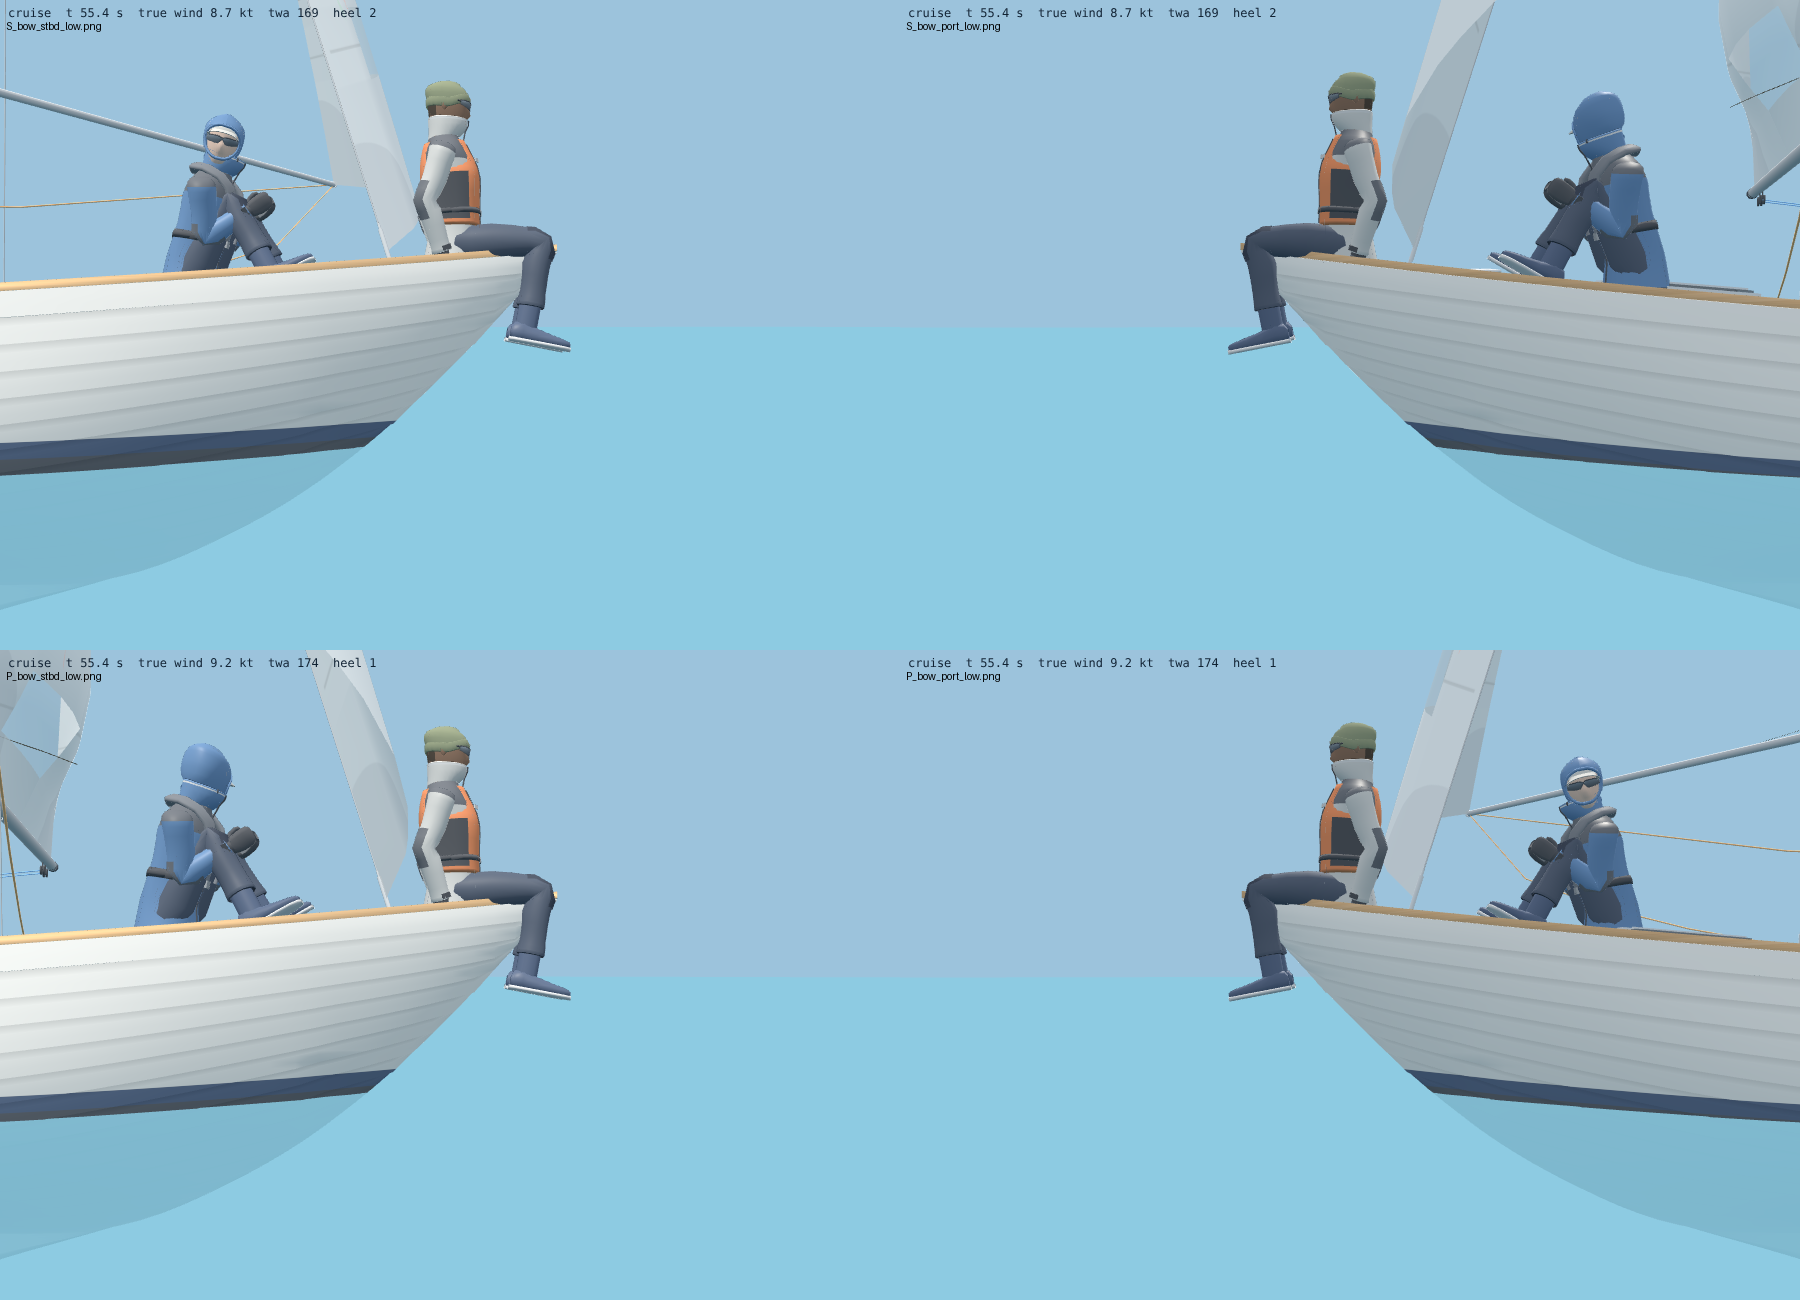 cruise  t 55.4 s  true wind 8.7 kt  twa 169  heel 2
S_bow_stbd_low.png
cruise  t 55.4 s  true wind 8.7 kt  twa 169  heel 2
S_bow_port_low.png
cruise  t 55.4 s  true wind 9.2 kt  twa 174  heel 1
P_bow_stbd_low.png
cruise  t 55.4 s  true wind 9.2 kt  twa 174  heel 1
P_bow_port_low.png